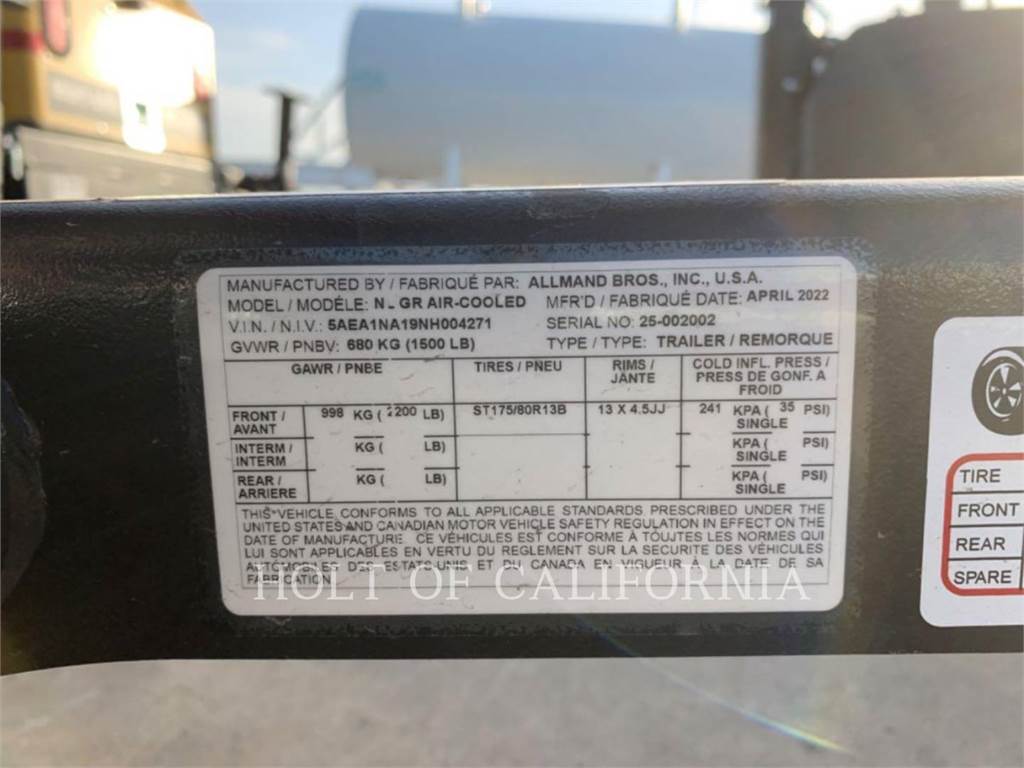 MANUFACTURED BY / FABRIQUÉ PAR: ALLMAND BROS., INC., U.S.A.
MODEL / MODÉLE: GR AIR-COOLED MFR'D / FABRIQUÉ DATE: APRIL 2022
V.I.N. / N.I.V.: 5AEA1NA19NH004271 SERIAL NO: 25-002002
GVWR / PNBV: 680 KG (1500 LB) TYPE / TYPE: TRAILER / REMORQUE
GAWR / PNBE TIRES / PNEU RIMS / JANTE COLD INFL. PRESS / PRESS DE GONF. A FROID
FRONT / AVANT 998 KG ( 2200 LB) ST175/80R13B 13 X 4.5JJ 241 KPA ( 35 PSI) SINGLE
INTERM / INTERM KG ( LB) KPA ( PSI) SINGLE
REAR / ARRIERE KG ( LB) KPA ( PSI) SINGLE
THIS VEHICLE CONFORMS TO ALL APPLICABLE STANDARDS PRESCRIBED UNDER THE
UNITED STATES AND CANADIAN MOTOR VEHICLE SAFETY REGULATION IN EFFECT ON THE
DATE OF MANUFACTURE. CE VÉHICULES EST CONFORME À TOUTES LES NORMES QUI
LUI SONT APPLICABLES EN VERTU DU REGLEMENT SUR LA SECURITE DES VÉHICULES
AUTOMOBILES DES ESTATS-UNIS ET DU CANADA EN VIGUEUR À LA DATE DE SA
FABRICATION.
HOLT OF CALIFORNIA
TIRE
FRONT
REAR
SPARE